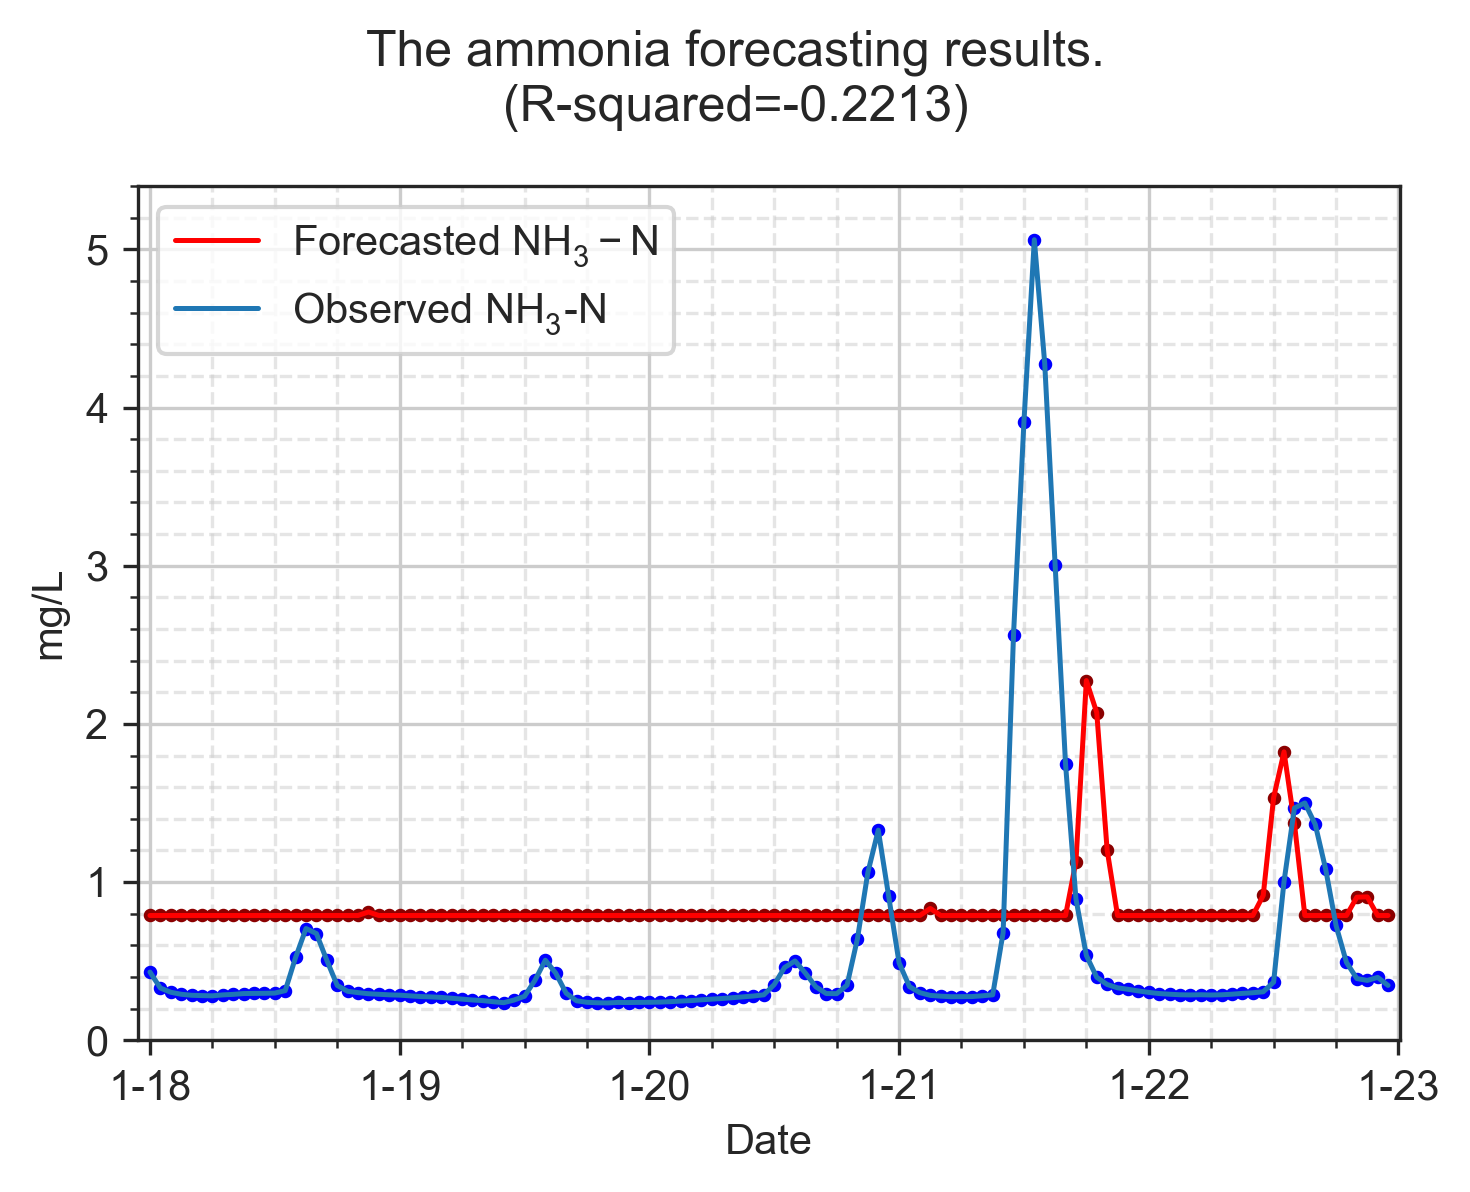 The ammonia forecasting results.
(R-squared=-0.2213)
Forecasted NH₃ − N
Observed NH₃-N
5
4
3
2
1
0
mg/L
1-18 1-19 1-20 1-21 1-22 1-23
Date